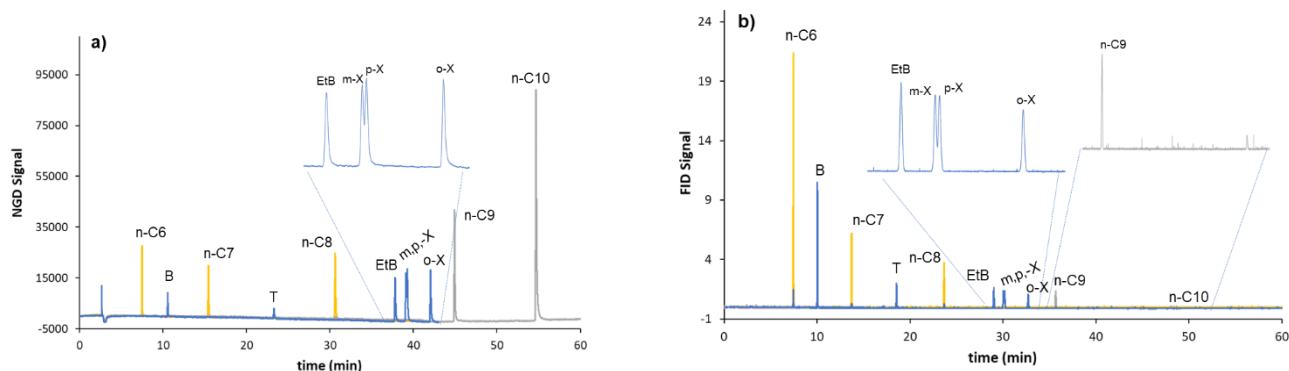 a)
NGD Signal
95000
75000
55000
35000
15000
-5000
0
10
20
30
40
50
60
time (min)
n-C6
B
n-C7
T
n-C8
EtB
m,p,-X
o-X
n-C9
n-C10
EtB
m-X
p-X
o-X
b)
FID Signal
24
19
14
9
4
-1
0
10
20
30
40
50
60
time (min)
n-C6
B
n-C7
T
n-C8
EtB
m,p,-X
o-X
n-C9
n-C10
EtB
m-X
p-X
o-X
n-C9